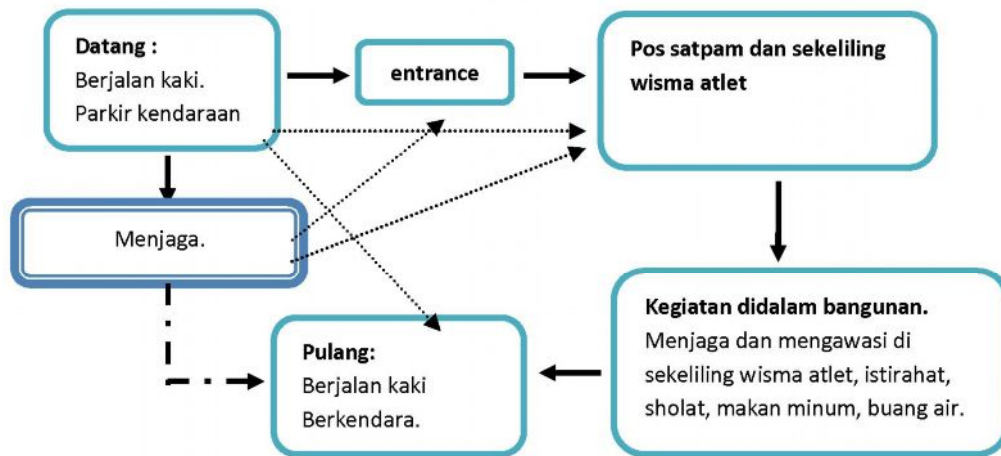 Datang :
Berjalan kaki.
Parkir kendaraan
entrance
Pos satpam dan sekeliling
wisma atlet
Menjaga.
Kegiatan didalam bangunan.
Menjaga dan mengawasi di
sekeliling wisma atlet, istirahat,
sholat, makan minum, buang air.
Pulang:
Berjalan kaki
Berkendara.